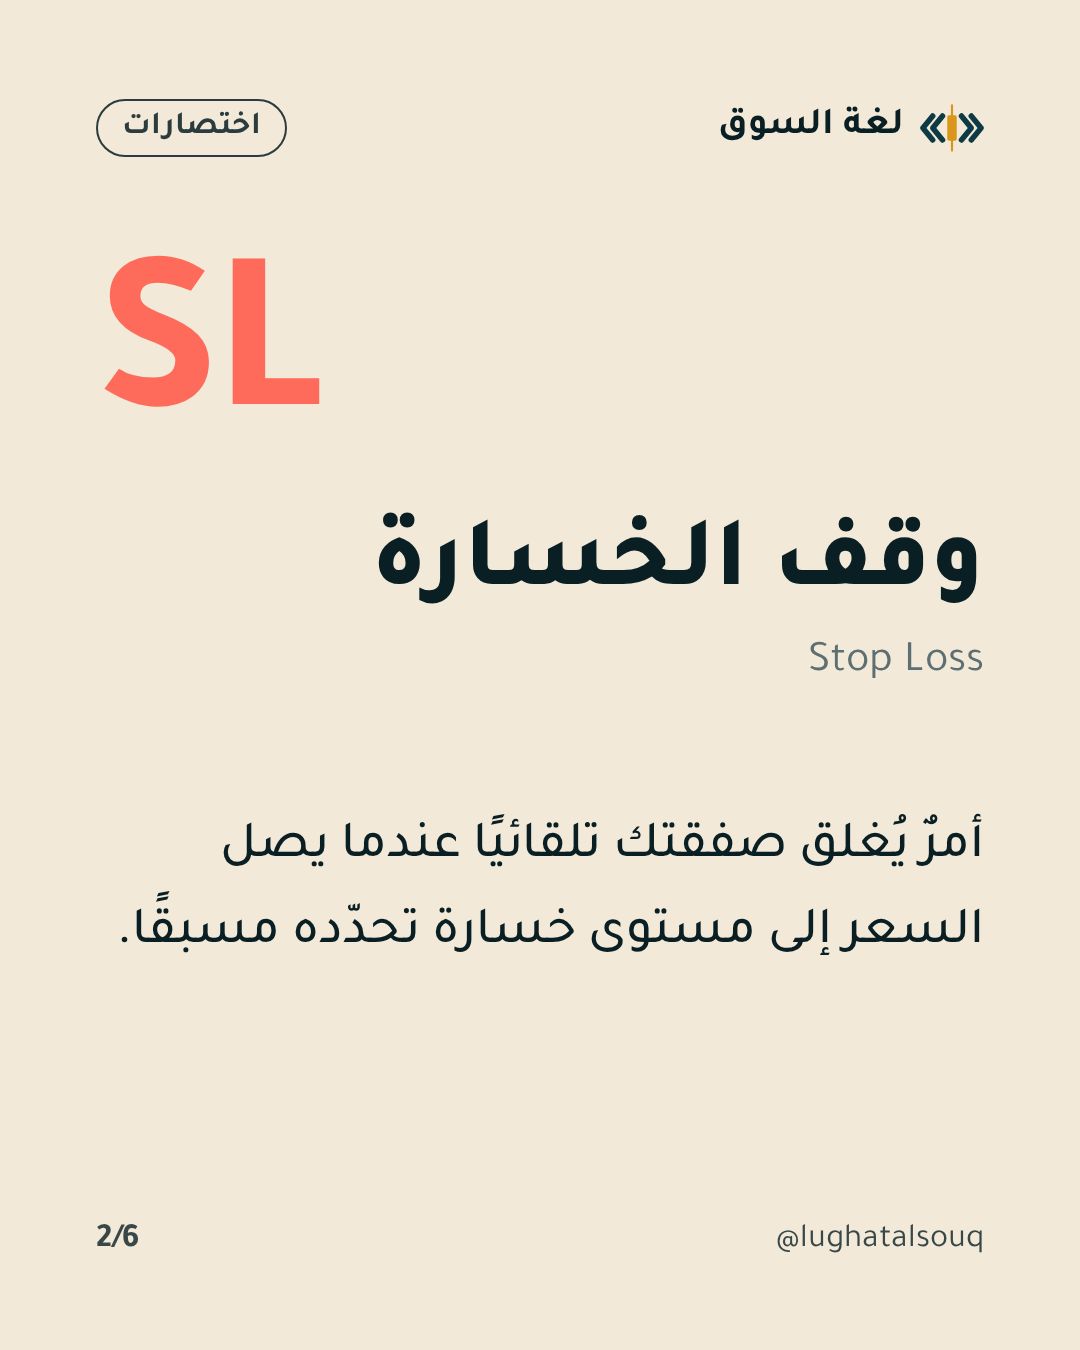 لغة السوق
اختصارات
SL
وقف الخسارة
Stop Loss
أمرٌ يُغلق صفقتك تلقائيًا عندما يصل
السعر إلى مستوى خسارة تحدّده مسبقًا.
@lughatalsouq
2/6